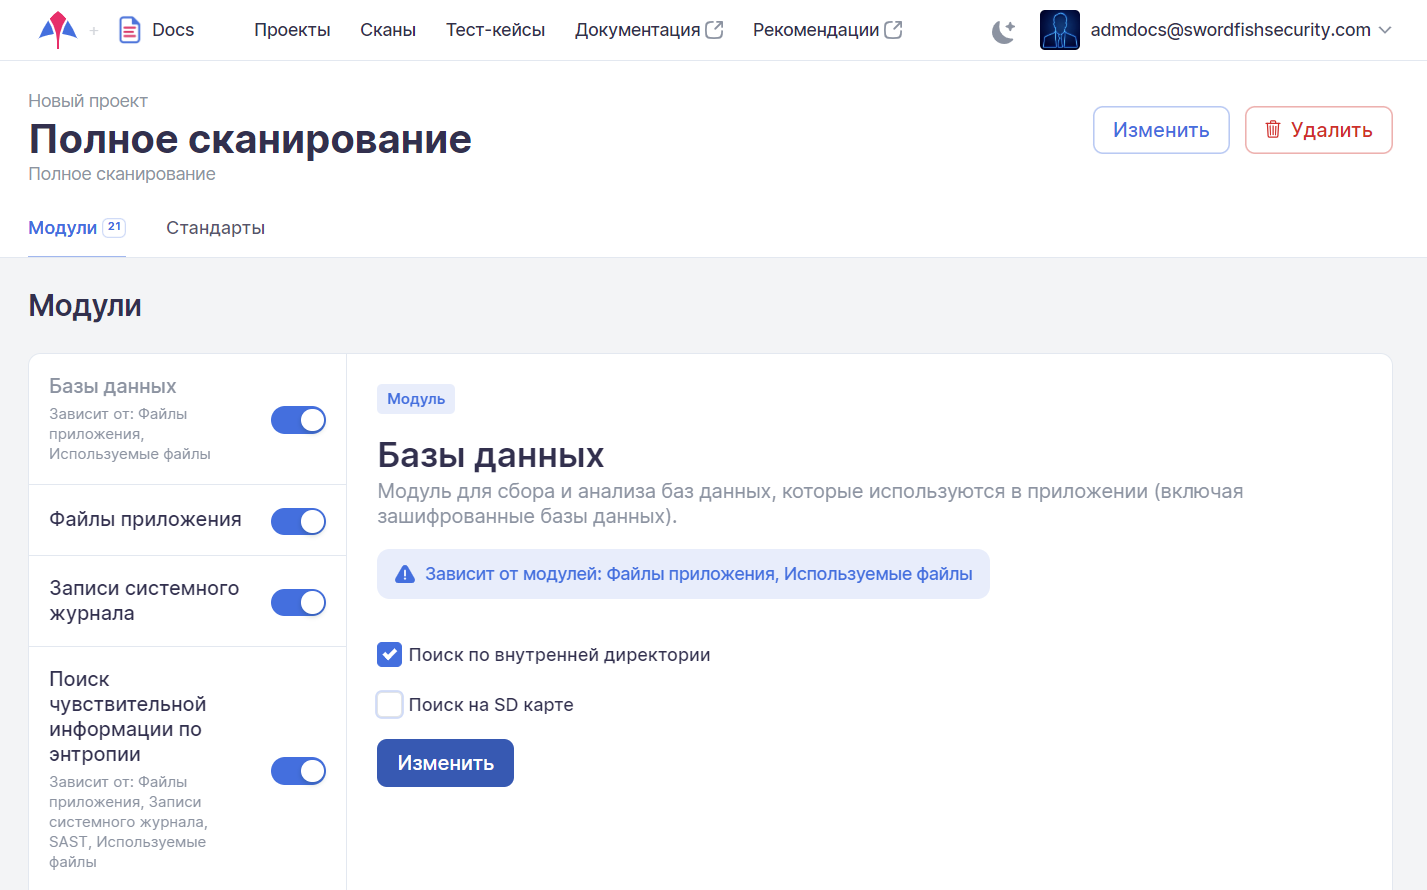 Docs
Проекты
Сканы
Тест-кейсы
Документация
Рекомендации
admdocs@swordfishsecurity.com
Новый проект
Полное сканирование
Полное сканирование
Изменить
Удалить
Модули 21
Стандарты
Модули
Базы данных
Зависит от: Файлы
приложения,
Используемые файлы
Файлы приложения
Записи системного
журнала
Поиск
чувствительной
информации по
энтропии
Зависит от: Файлы
приложения, Записи
системного журнала,
SAST, Используемые
файлы
Модуль
Базы данных
Модуль для сбора и анализа баз данных, которые используются в приложении (включая
зашифрованные базы данных).
Зависит от модулей: Файлы приложения, Используемые файлы
Поиск по внутренней директории
Поиск на SD карте
Изменить